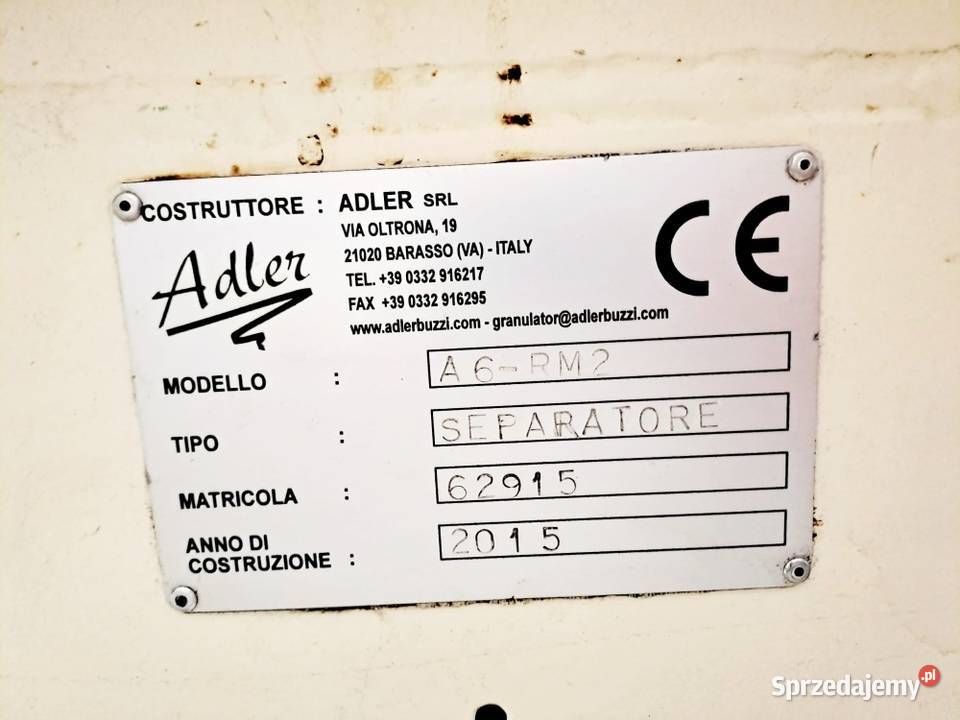 COSTRUTTORE : ADLER SRL
VIA OLTRONA, 19
21020 BARASSO (VA) - ITALY
TEL. +39 0332 916217
FAX +39 0332 916295
www.adlerbuzzi.com - granulator@adlerbuzzi.com
Adler
CE
MODELLO : A6-RM2
TIPO : SEPARATORE
MATRICOLA : 62915
ANNO DI
COSTRUZIONE : 2015
Sprzedajemy.pl